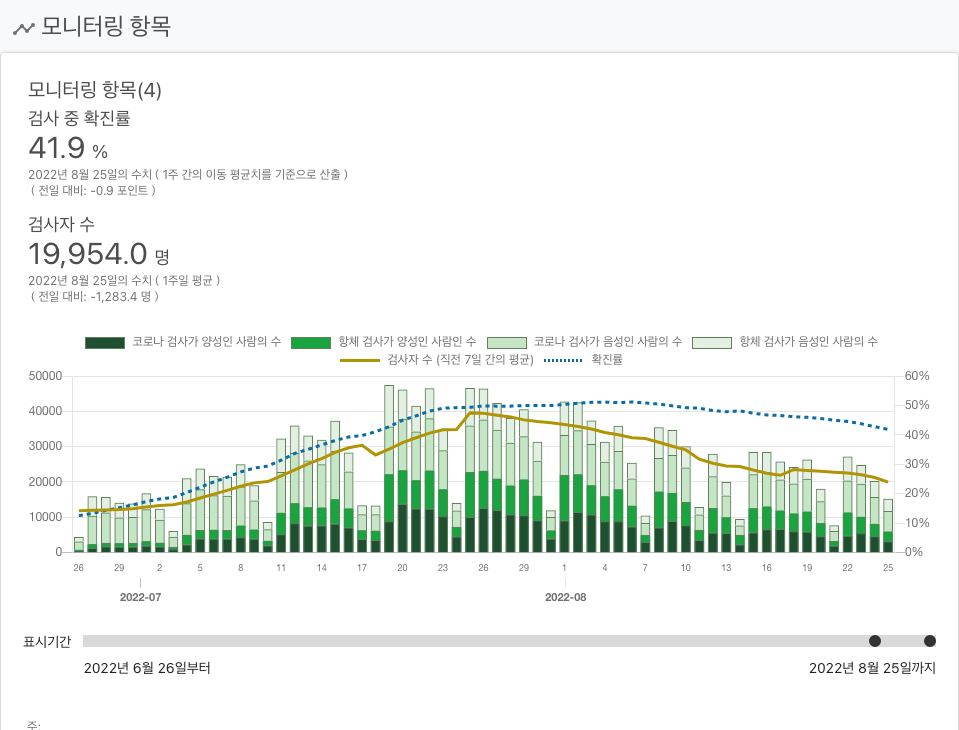 모니터링 항목
모니터링 항목(4)
검사 중 확진률
41.9 %
2022년 8월 25일의 수치 ( 1주 간의 이동 평균치를 기준으로 산출 )
( 전일 대비: -0.9 포인트 )
검사자 수
19,954.0 명
2022년 8월 25일의 수치 ( 1주일 평균 )
( 전일 대비: -1,283.4 명 )
코로나 검사가 양성인 사람의 수 항체 검사가 양성인 사람인 수 코로나 검사가 음성인 사람의 수 항체 검사가 음성인 사람의 수
검사자 수 (직전 7일 간의 평균) 확진률
50000 60%
40000 50%
30000 40%
20000 30%
10000 20%
0 10%
0%
26 29 2 5 8 11 14 17 20 23 26 29 1 4 7 10 13 16 19 22 25
2022-07 2022-08
표시기간
2022년 6월 26일부터 2022년 8월 25일까지
주: